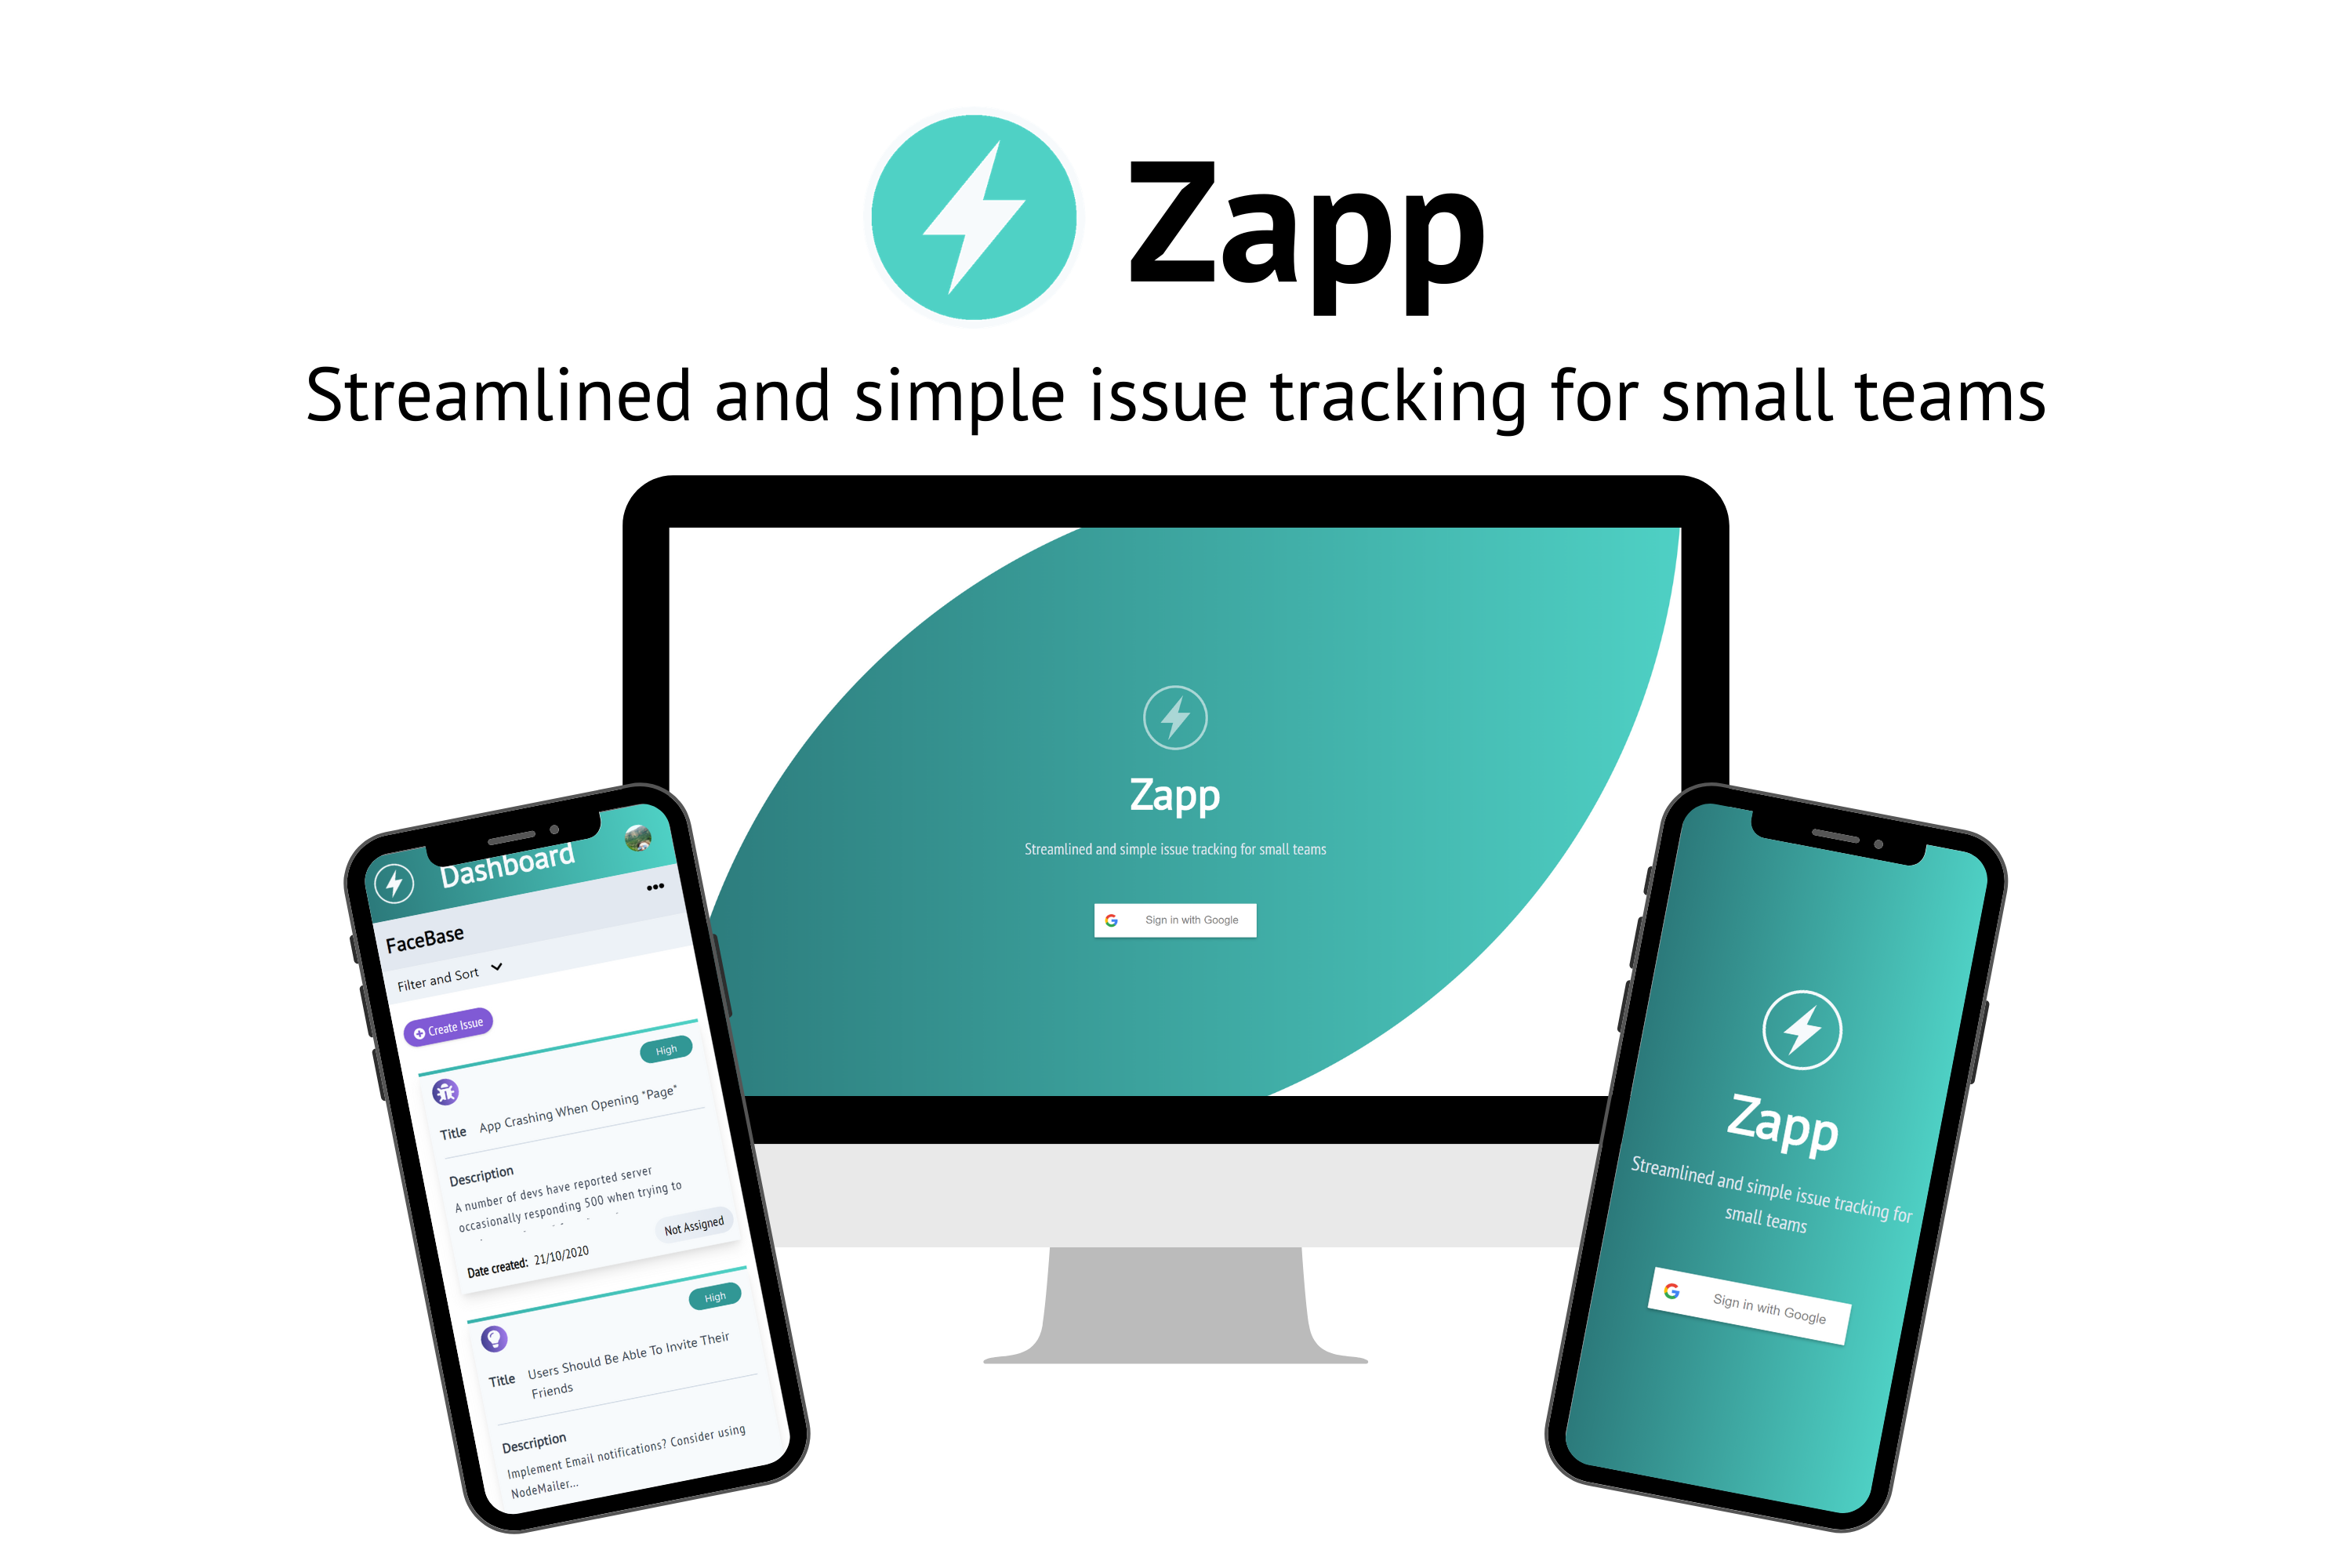 Zapp
Streamlined and simple issue tracking for small teams
Zapp
Streamlined and simple issue tracking for small teams
Sign in with Google
Dashboard
FaceBase
Filter and Sort
Create Issue
High
Title App Crashing When Opening "Page"
Description
A number of devs have reported server
occasionally responding 500 when trying to
Not Assigned
Date created: 21/10/2020
High
Title Users Should Be Able To Invite Their
Friends
Description
Implement Email notifications? Consider using
NodeMailer...
Zapp
Streamlined and simple issue tracking for
small teams
Sign in with Google